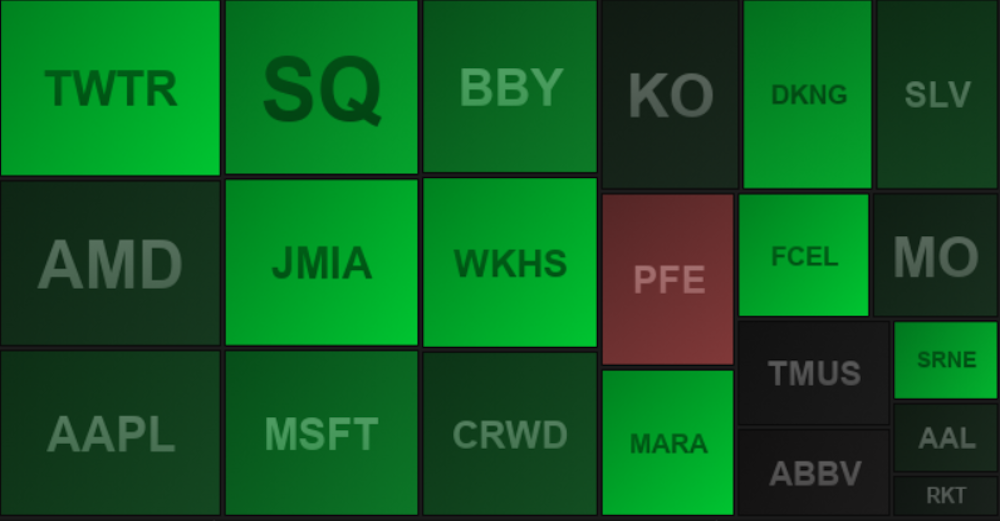 TWTR
SQ
BBY
KO
DKNG
SLV
AMD
JMIA
WKHS
PFE
FCEL
MO
AAPL
MSFT
CRWD
MARA
TMUS
SRNE
ABBV
AAL
RKT